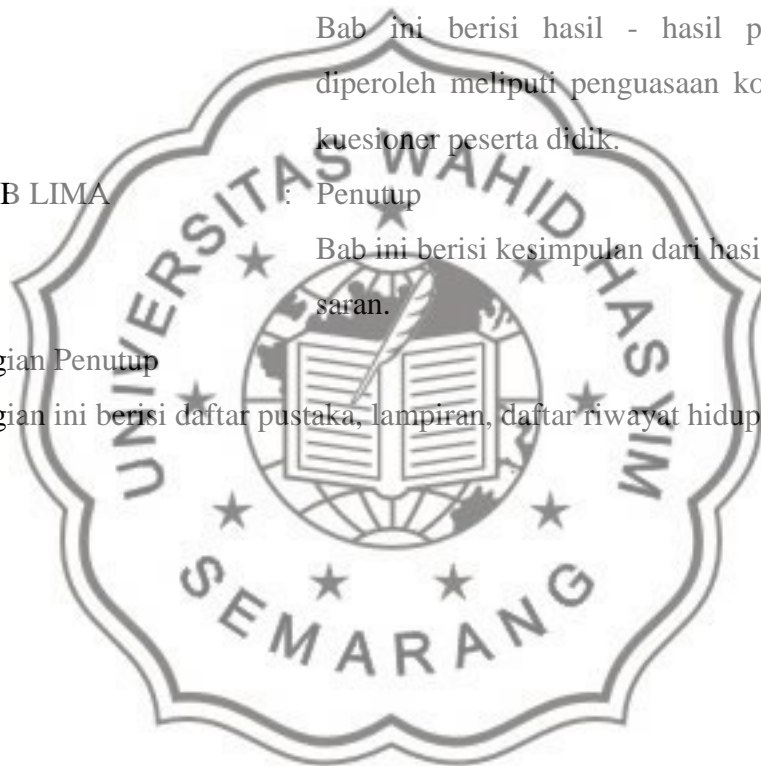 Bab ini berisi hasil - hasil p
diperoleh meliputi penguasaan ko
kuesioner peserta didik.
B LIMA : Penutup
Bab ini berisi kesimpulan dari hasi
saran.
gian Penutup
gian ini berisi daftar pustaka, lampiran, daftar riwayat hidup
UNIVERSITAS WAHID HASYIM
SEMARANG